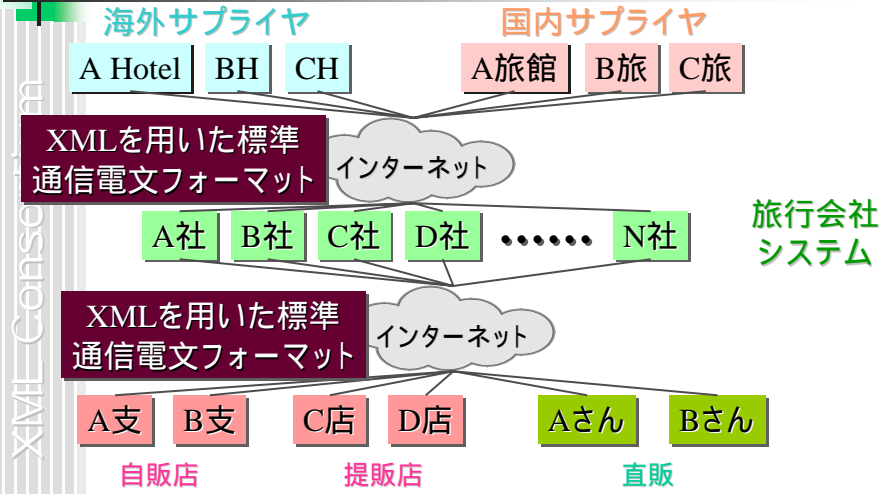 海外サプライヤ
国内サプライヤ
A Hotel
BH
CH
A旅館
B旅
C旅
XMLを用いた標準
通信電文フォーマット
インターネット
A社
B社
C社
D社
••••••
N社
旅行会社
システム
XMLを用いた標準
通信電文フォーマット
インターネット
A支
B支
C店
D店
Aさん
Bさん
自販店
提販店
直販
XML Consortium